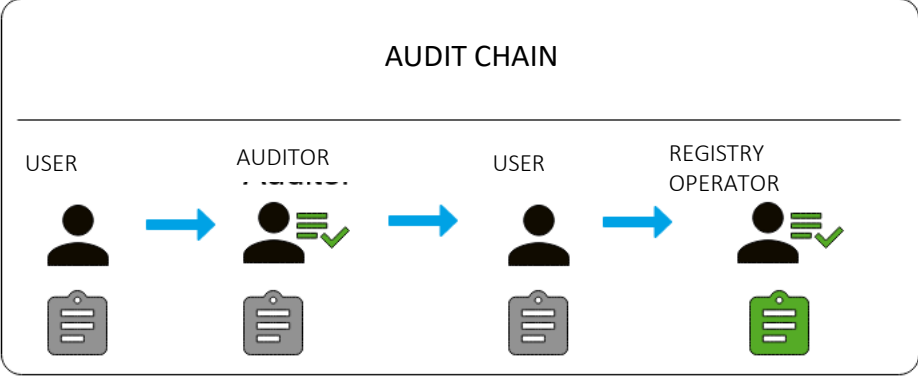 AUDIT CHAIN
USER
AUDITOR
USER
REGISTRY
OPERATOR